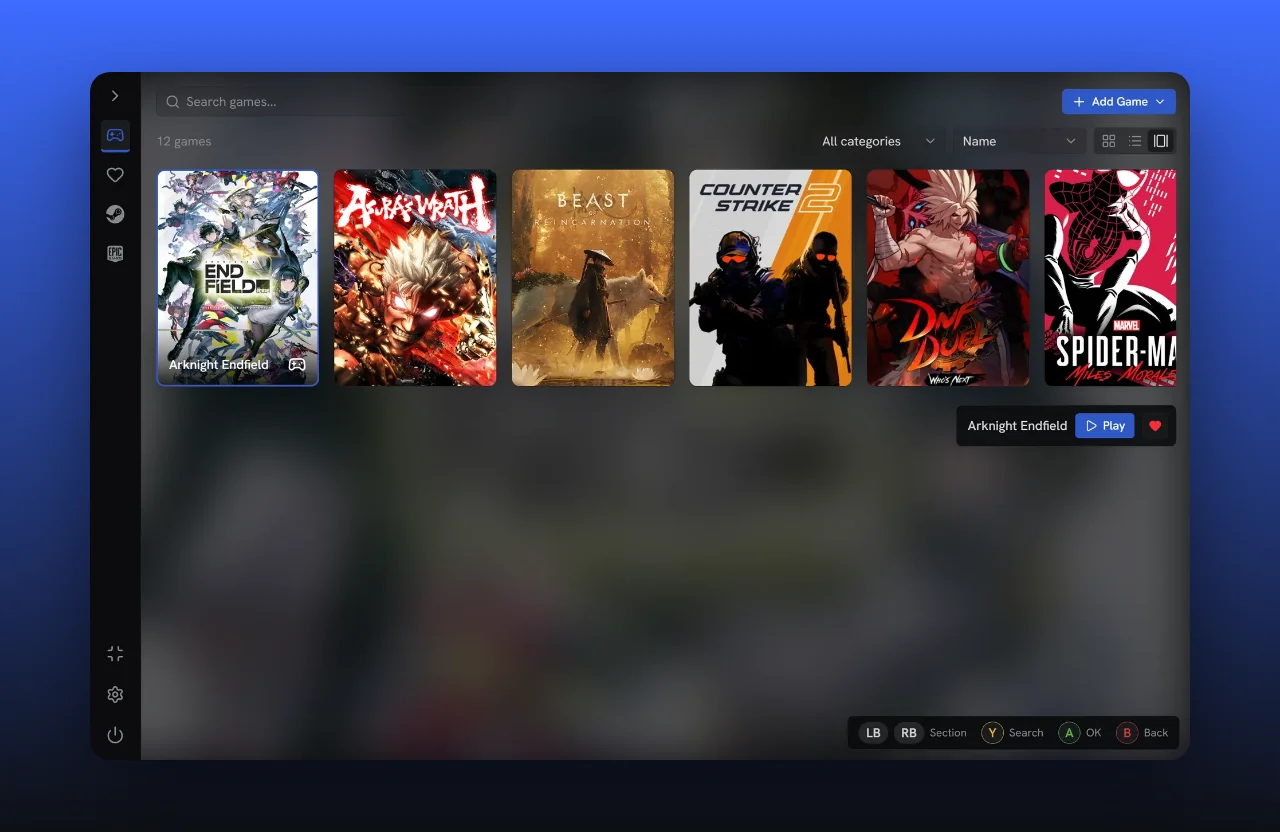 Search games...
Add Game
12 games
All categories
Name
EPIC
END
FIELD
Arknight Endfield
ASURA'S WRATH
BEAST
OF
REINCARNATION
COUNTER
STRIKE 2
DNF
DUEL
WHO'S NEXT
MARVEL
SPIDER-MA
MILES MORALE
Arknight Endfield
Play
LB
RB
Section
Y
Search
A
OK
B
Back